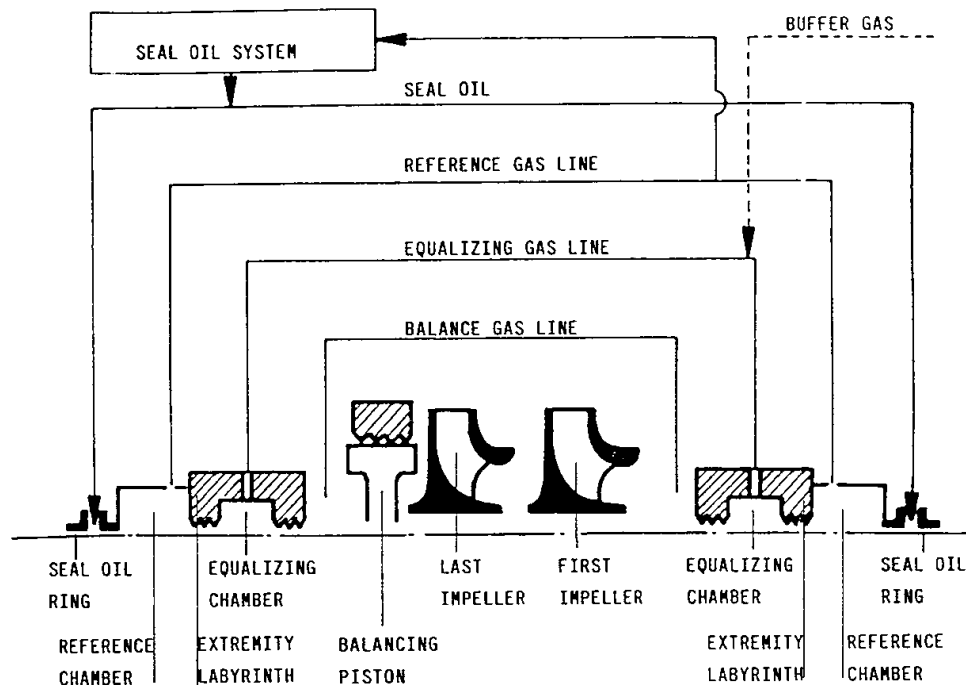 BUFFER GAS
SEAL OIL SYSTEM
SEAL OIL
REFERENCE GAS LINE
EQUALIZING GAS LINE
BALANCE GAS LINE
SEAL OIL
RING
EQUALIZING
CHAMBER
LAST
IMPELLER
FIRST
IMPELLER
EQUALIZING
CHAMBER
SEAL OIL
RING
REFERENCE
CHAMBER
EXTREMITY
LABYRINTH
BALANCING
PISTON
EXTREMITY
LABYRINTH
REFERENCE
CHAMBER